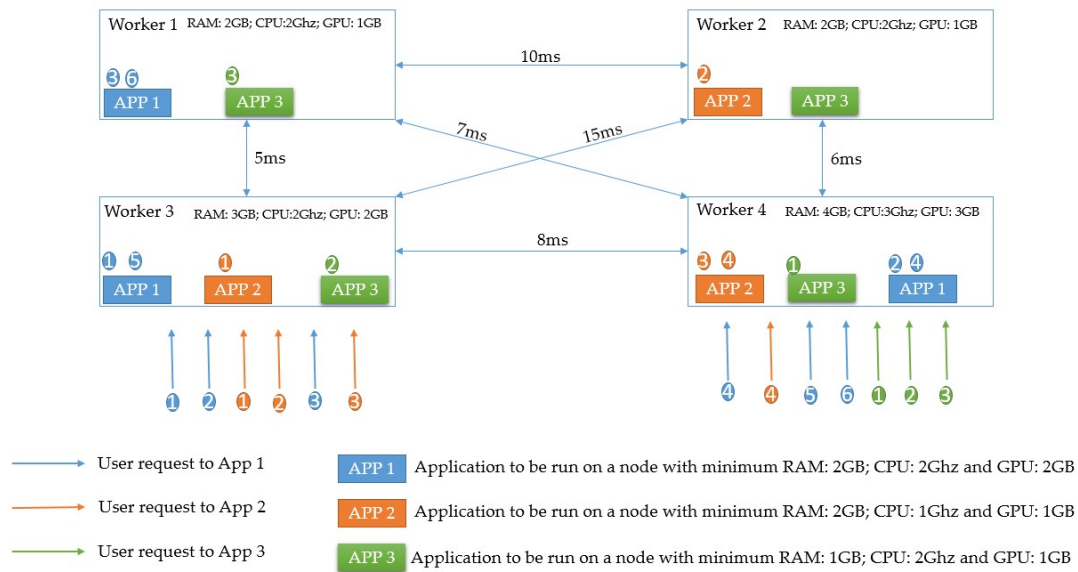 Worker 1 RAM: 2GB; CPU:2Ghz; GPU: 1GB
3 6
APP 1
3
APP 3
10ms
Worker 2 RAM: 2GB; CPU:2Ghz; GPU: 1GB
2
APP 2
APP 3
5ms
7ms
15ms
6ms
Worker 3 RAM: 3GB; CPU:2Ghz; GPU: 2GB
1 5
APP 1
1
APP 2
2
APP 3
8ms
Worker 4 RAM: 4GB; CPU:3Ghz; GPU: 3GB
3 4
APP 2
1
APP 3
2 4
APP 1
1 2 1 2 3 3
4 4 5 6 1 2 3
User request to App 1
APP 1 Application to be run on a node with minimum RAM: 2GB; CPU: 2Ghz and GPU: 2GB
User request to App 2
APP 2 Application to be run on a node with minimum RAM: 2GB; CPU: 1Ghz and GPU: 1GB
User request to App 3
APP 3 Application to be run on a node with minimum RAM: 1GB; CPU: 2Ghz and GPU: 1GB